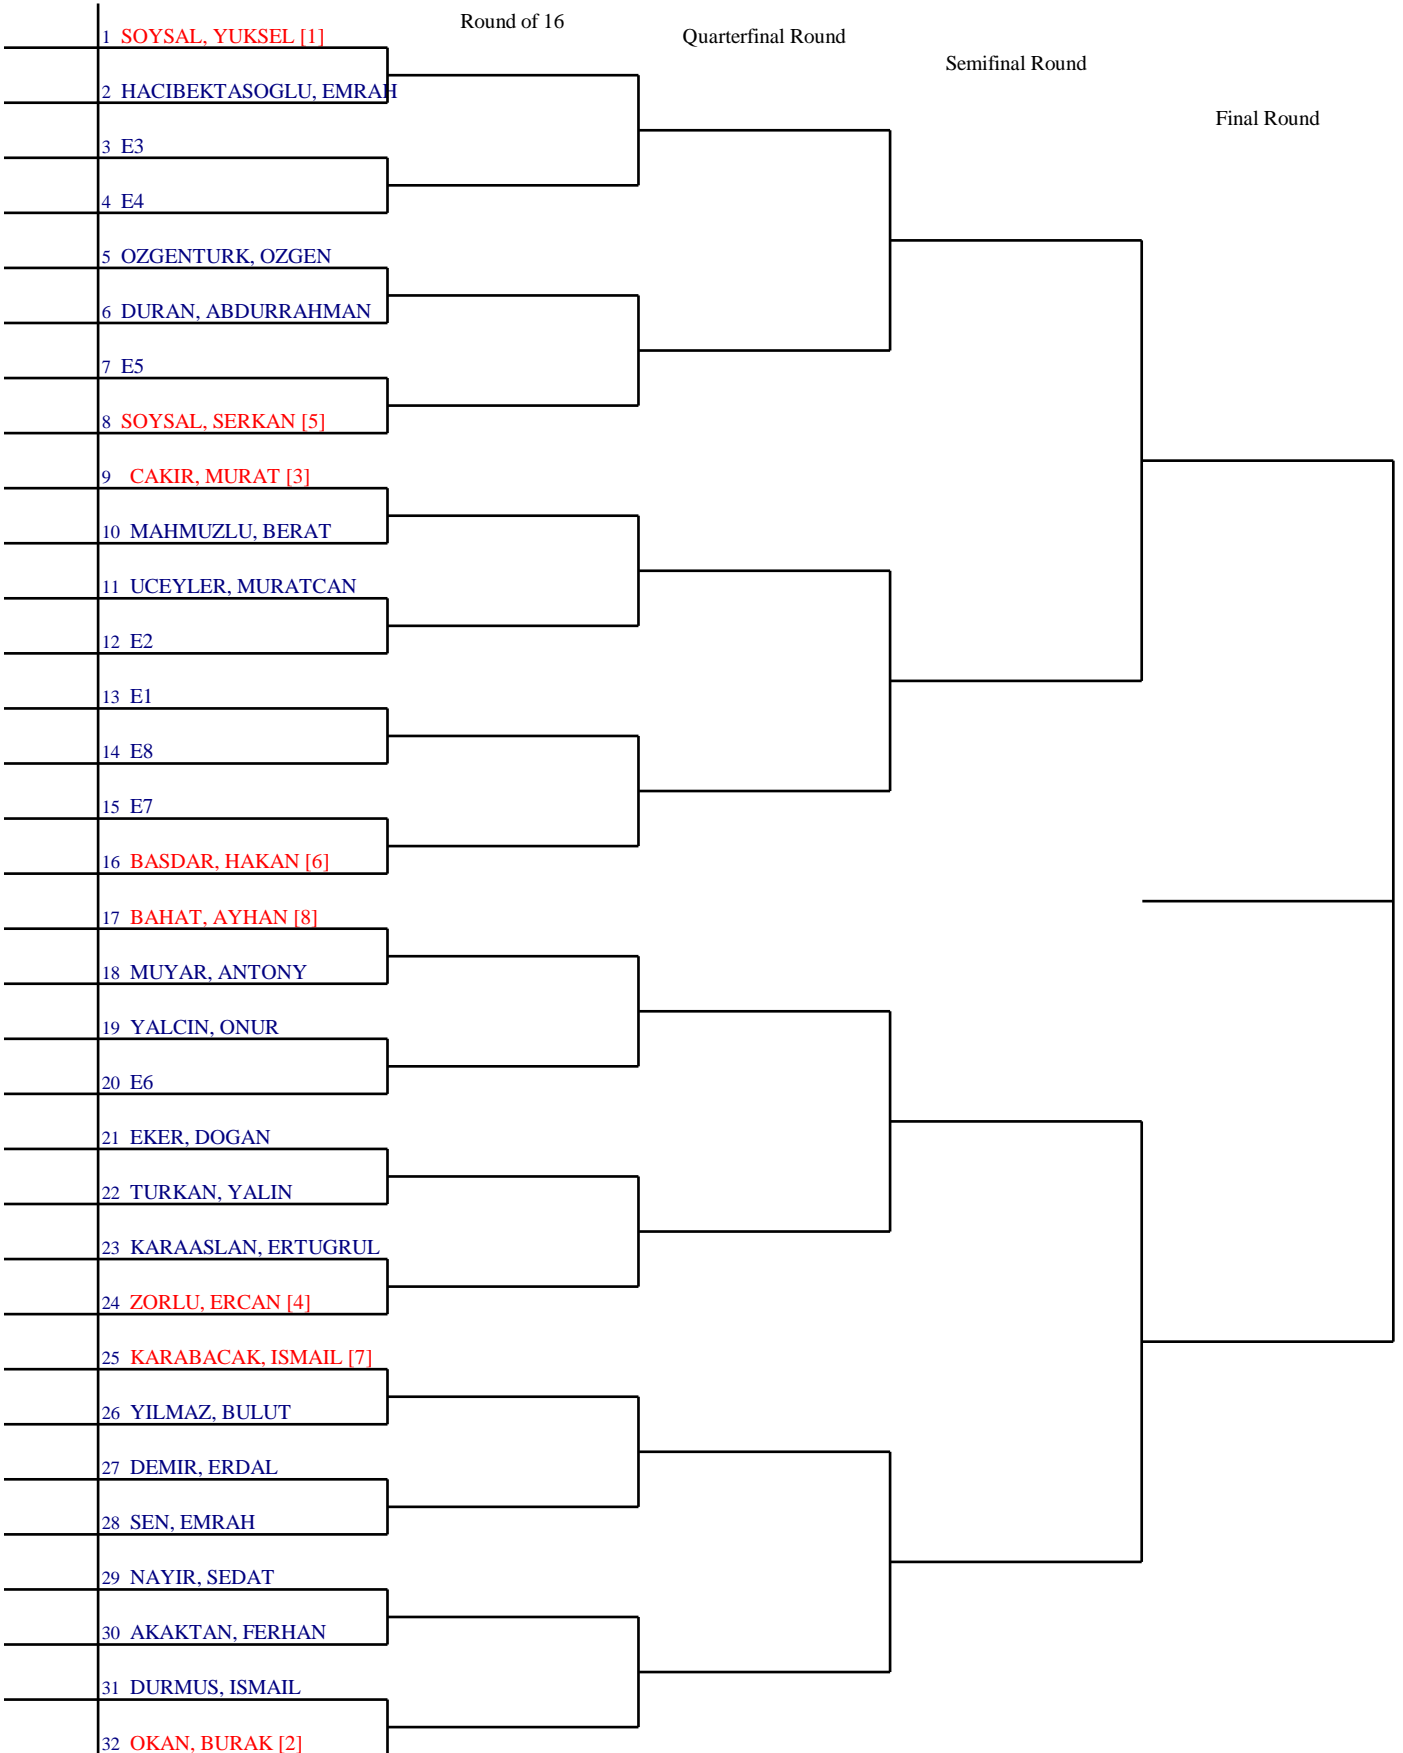 Round of 16
Quarterfinal Round
Semifinal Round
Final Round
1 SOYSAL, YUKSEL [1]
2 HACIBEKTASOGLU, EMRAH
3 E3
4 E4
5 OZGENTURK, OZGEN
6 DURAN, ABDURRAHMAN
7 E5
8 SOYSAL, SERKAN [5]
9 CAKIR, MURAT [3]
10 MAHMUZLU, BERAT
11 UCEYLER, MURATCAN
12 E2
13 E1
14 E8
15 E7
16 BASDAR, HAKAN [6]
17 BAHAT, AYHAN [8]
18 MUYAR, ANTONY
19 YALCIN, ONUR
20 E6
21 EKER, DOGAN
22 TURKAN, YALIN
23 KARAASLAN, ERTUGRUL
24 ZORLU, ERCAN [4]
25 KARABACAK, ISMAIL [7]
26 YILMAZ, BULUT
27 DEMIR, ERDAL
28 SEN, EMRAH
29 NAYIR, SEDAT
30 AKAKTAN, FERHAN
31 DURMUS, ISMAIL
32 OKAN, BURAK [2]